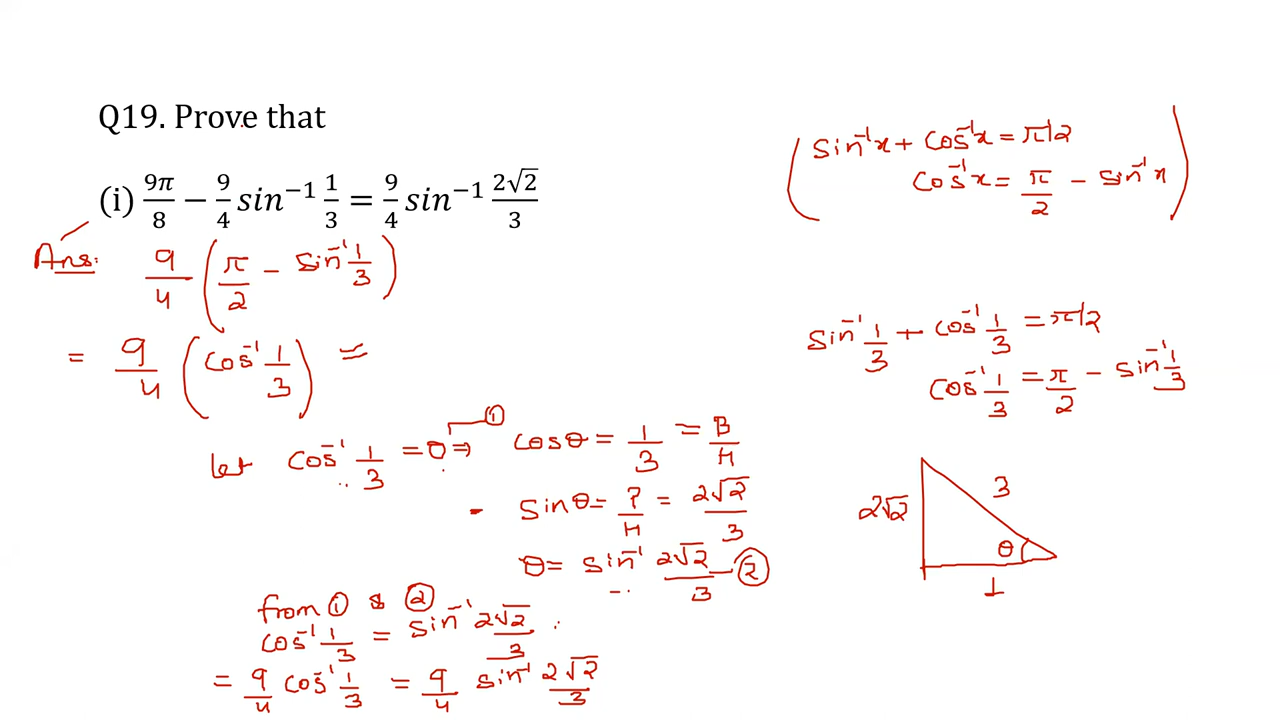 Q19. Prove that
(i) 9π/8 − 9/4 sin⁻¹ 1/3 = 9/4 sin⁻¹ 2√2/3
Ans: 9/4 (π/2 − sin⁻¹ 1/3)
= 9/4 (cos⁻¹ 1/3) =
let cos⁻¹ 1/3 = θ ① ⇒ cosθ = 1/3 = B/H
- sinθ = P/H = 2√2/3
θ = sin⁻¹ 2√2/3 — ②
from ① & ②
cos⁻¹ 1/3 = sin⁻¹ 2√2/3
= 9/4 cos⁻¹ 1/3 = 9/4 sin⁻¹ 2√2/3
(sin⁻¹x + cos⁻¹x = π/2
cos⁻¹x = π/2 − sin⁻¹x)
sin⁻¹ 1/3 + cos⁻¹ 1/3 = π/2
cos⁻¹ 1/3 = π/2 − sin⁻¹ 1/3
2√2 3
θ
1